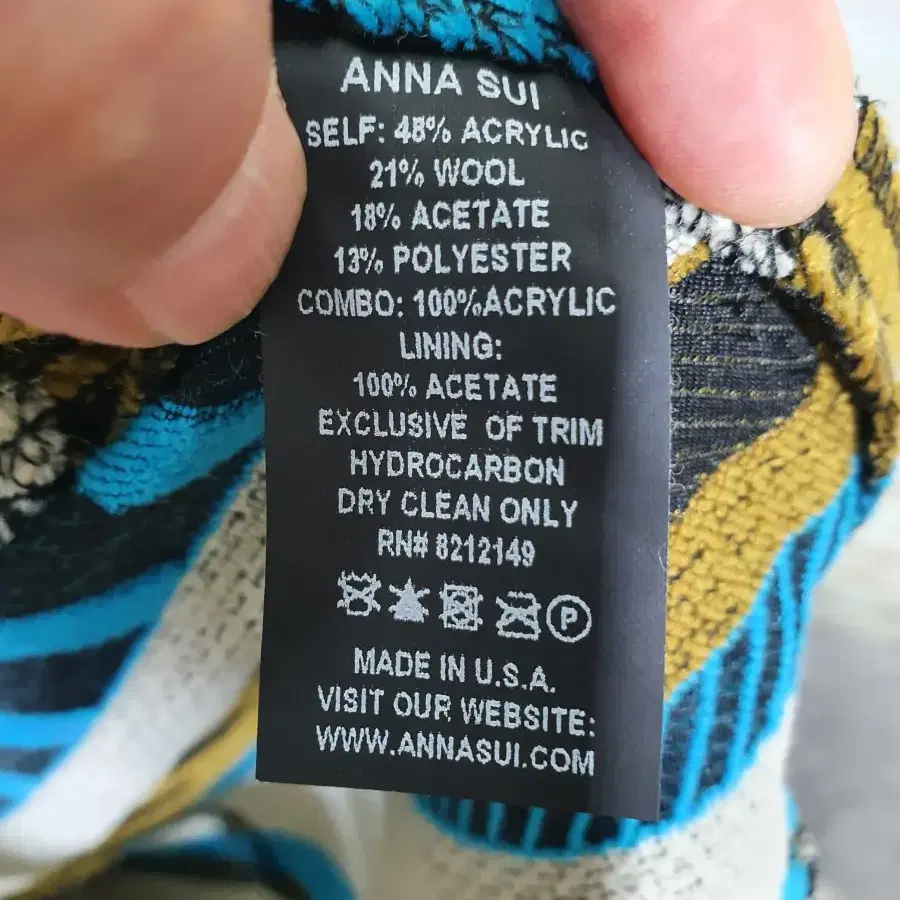 ANNA SUI
SELF: 48% ACRYLIC
21% WOOL
18% ACETATE
13% POLYESTER
COMBO: 100%ACRYLIC
LINING:
100% ACETATE
EXCLUSIVE OF TRIM
HYDROCARBON
DRY CLEAN ONLY
RN# 8212149
P
MADE IN U.S.A.
VISIT OUR WEBSITE:
WWW.ANNASUI.COM